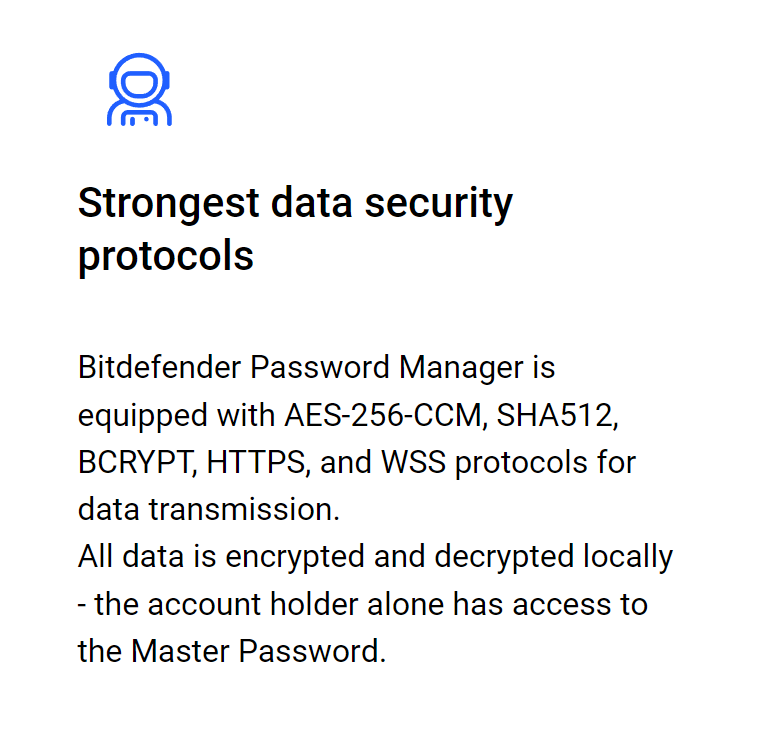 Strongest data security
protocols
Bitdefender Password Manager is
equipped with AES-256-CCM, SHA512,
BCRYPT, HTTPS, and WSS protocols for
data transmission.
All data is encrypted and decrypted locally
- the account holder alone has access to
the Master Password.